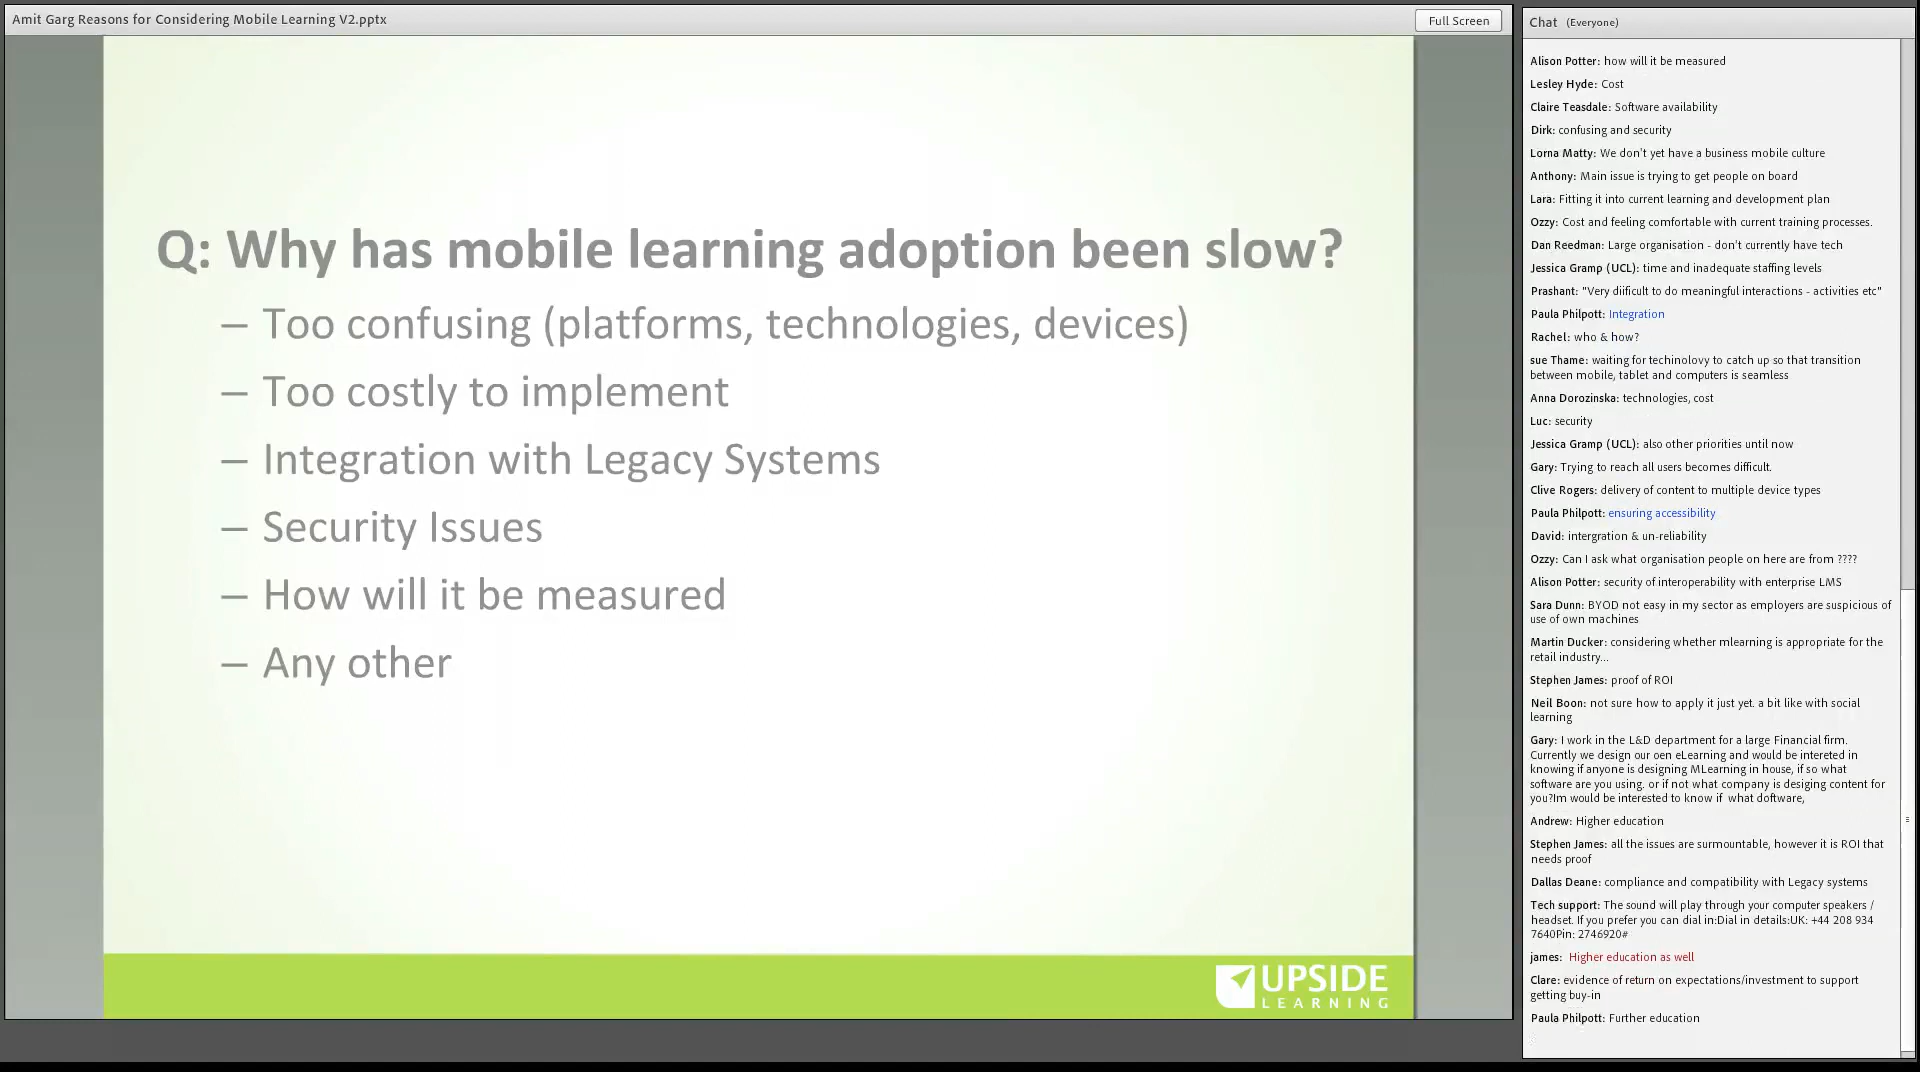 Amit Garg Reasons for Considering Mobile Learning V2.pptx
Full Screen
Q: Why has mobile learning adoption been slow?
– Too confusing (platforms, technologies, devices)
– Too costly to implement
– Integration with Legacy Systems
– Security Issues
– How will it be measured
– Any other
UPSIDE
LEARNING
Chat (Everyone)
Alison Potter: how will it be measured
Lesley Hyde: Cost
Claire Teasdale: Software availability
Dirk: confusing and security
Lorna Matty: We don't yet have a business mobile culture
Anthony: Main issue is trying to get people on board
Lara: Fitting it into current learning and development plan
Ozzy: Cost and feeling comfortable with current training processes.
Dan Reedman: Large organisation - don't currently have tech
Jessica Gramp (UCL): time and inadequate staffing levels
Prashant: "Very diificult to do meaningful interactions - activities etc"
Paula Philpott: Integration
Rachel: who & how?
sue Thame: waiting for techinolovy to catch up so that transition
between mobile, tablet and computers is seamless
Anna Dorozinska: technologies, cost
Luc: security
Jessica Gramp (UCL): also other priorities until now
Gary: Trying to reach all users becomes difficult.
Clive Rogers: delivery of content to multiple device types
Paula Philpott: ensuring accessibility
David: intergration & un-reliability
Ozzy: Can I ask what organisation people on here are from ????
Alison Potter: security of interoperability with enterprise LMS
Sara Dunn: BYOD not easy in my sector as employers are suspicious of
use of own machines
Martin Ducker: considering whether mlearning is appropriate for the
retail industry...
Stephen James: proof of ROI
Neil Boon: not sure how to apply it just yet. a bit like with social
learning
Gary: I work in the L&D department for a large Financial firm.
Currently we design our oen eLearning and would be intereted in
knowing if anyone is designing MLearning in house, if so what
software are you using. or if not what company is desiging content for
you?Im would be interested to know if what doftware,
Andrew: Higher education
Stephen James: all the issues are surmountable, however it is ROI that
needs proof
Dallas Deane: compliance and compatibility with Legacy systems
Tech support: The sound will play through your computer speakers /
headset. If you prefer you can dial in:Dial in details:UK: +44 208 934
7640Pin: 2746920#
james: Higher education as well
Clare: evidence of return on expectations/investment to support
getting buy-in
Paula Philpott: Further education